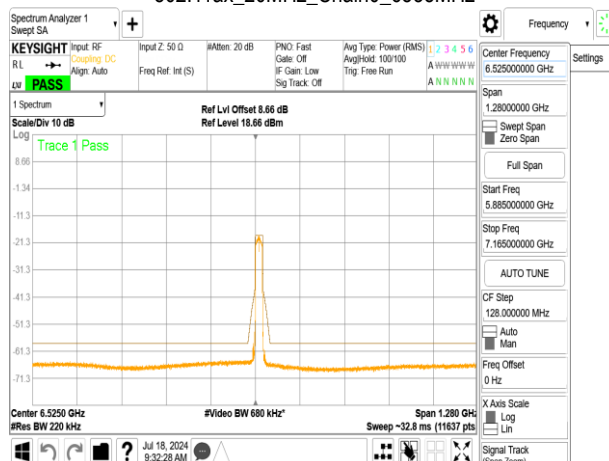 Spectrum Analyzer 1
Swept SA
+
Frequency
Settings
KEYSIGHT
RL
LXI
PASS
Input: RF
Coupling: DC
Align: Auto
Input Z: 50 Ω
Freq Ref: Int (S)
#Atten: 20 dB
PNO: Fast
Gate: Off
IF Gain: Low
Sig Track: Off
Avg Type: Power (RMS)
Avg|Hold: 100/100
Trig: Free Run
1 2 3 4 5 6
A W W W W W
A N N N N N
1 Spectrum
Scale/Div 10 dB
Ref Lvl Offset 8.66 dB
Ref Level 18.66 dBm
Log
Trace 1 Pass
8.66
-1.34
-11.3
-21.3
-31.3
-41.3
-51.3
-61.3
-71.3
Center 6.5250 GHz
#Res BW 220 kHz
#Video BW 680 kHz*
Span 1.280 GHz
Sweep ~32.8 ms (11637 pts
?
Jul 18, 2024
9:32:28 AM
Center Frequency
6.525000000 GHz
Span
1.28000000 GHz
Swept Span
Zero Span
Full Span
Start Freq
5.885000000 GHz
Stop Freq
7.165000000 GHz
AUTO TUNE
CF Step
128.000000 MHz
Auto
Man
Freq Offset
0 Hz
X Axis Scale
Log
Lin
Signal Track
(Span Zoom)